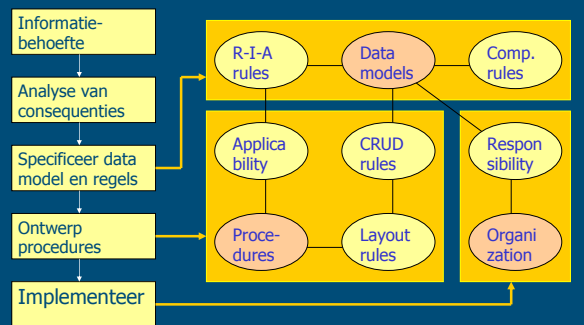 Informatie-
behoefte
Analyse van
consequenties
Specificeer data
model en regels
Ontwerp
procedures
Implementeer
R-I-A
rules
Data
models
Comp.
rules
Applica
bility
CRUD
rules
Respon
sibility
Proce-
dures
Layout
rules
Organi
zation